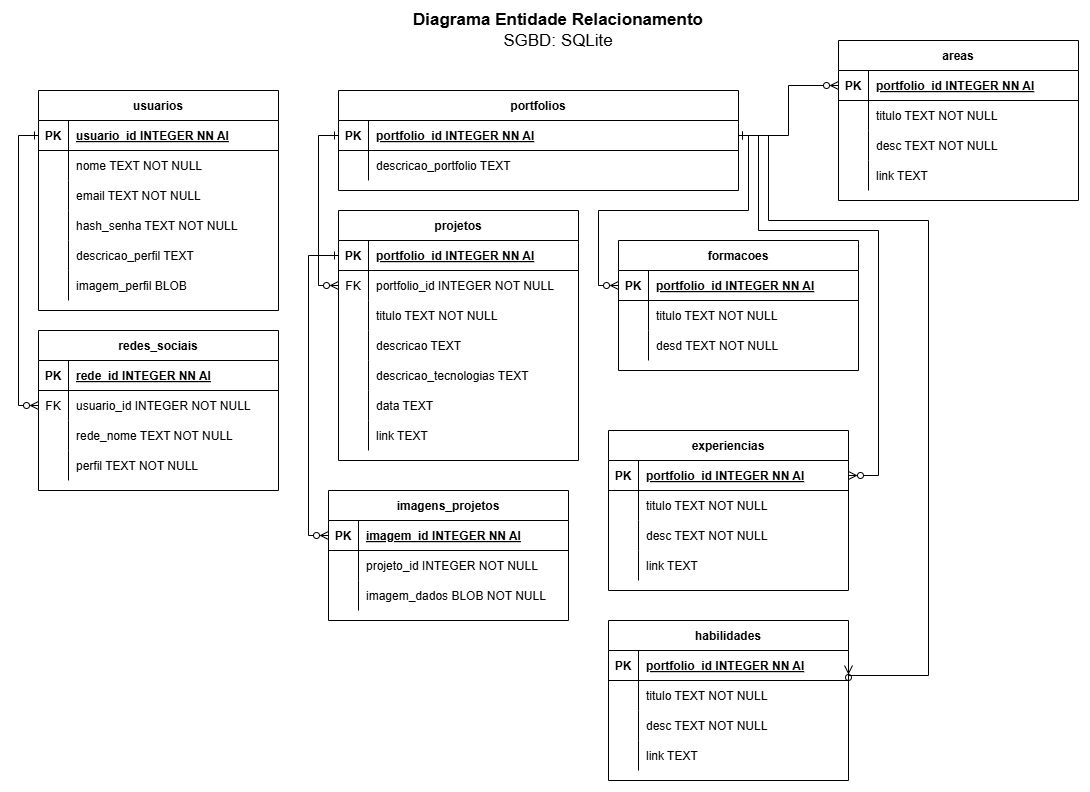 Diagrama Entidade Relacionamento
SGBD: SQLite
usuarios
PK usuario_id INTEGER NN AI
nome TEXT NOT NULL
email TEXT NOT NULL
hash_senha TEXT NOT NULL
descricao_perfil TEXT
imagem_perfil BLOB
redes_sociais
PK rede_id INTEGER NN AI
FK usuario_id INTEGER NOT NULL
rede_nome TEXT NOT NULL
perfil TEXT NOT NULL
portfolios
PK portfolio_id INTEGER NN AI
descricao_portfolio TEXT
projetos
PK portfolio_id INTEGER NN AI
FK portfolio_id INTEGER NOT NULL
titulo TEXT NOT NULL
descricao TEXT
descricao_tecnologias TEXT
data TEXT
link TEXT
imagens_projetos
PK imagem_id INTEGER NN AI
projeto_id INTEGER NOT NULL
imagem_dados BLOB NOT NULL
areas
PK portfolio_id INTEGER NN AI
titulo TEXT NOT NULL
desc TEXT NOT NULL
link TEXT
formacoes
PK portfolio_id INTEGER NN AI
titulo TEXT NOT NULL
desd TEXT NOT NULL
experiencias
PK portfolio_id INTEGER NN AI
titulo TEXT NOT NULL
desc TEXT NOT NULL
link TEXT
habilidades
PK portfolio_id INTEGER NN AI
titulo TEXT NOT NULL
desc TEXT NOT NULL
link TEXT